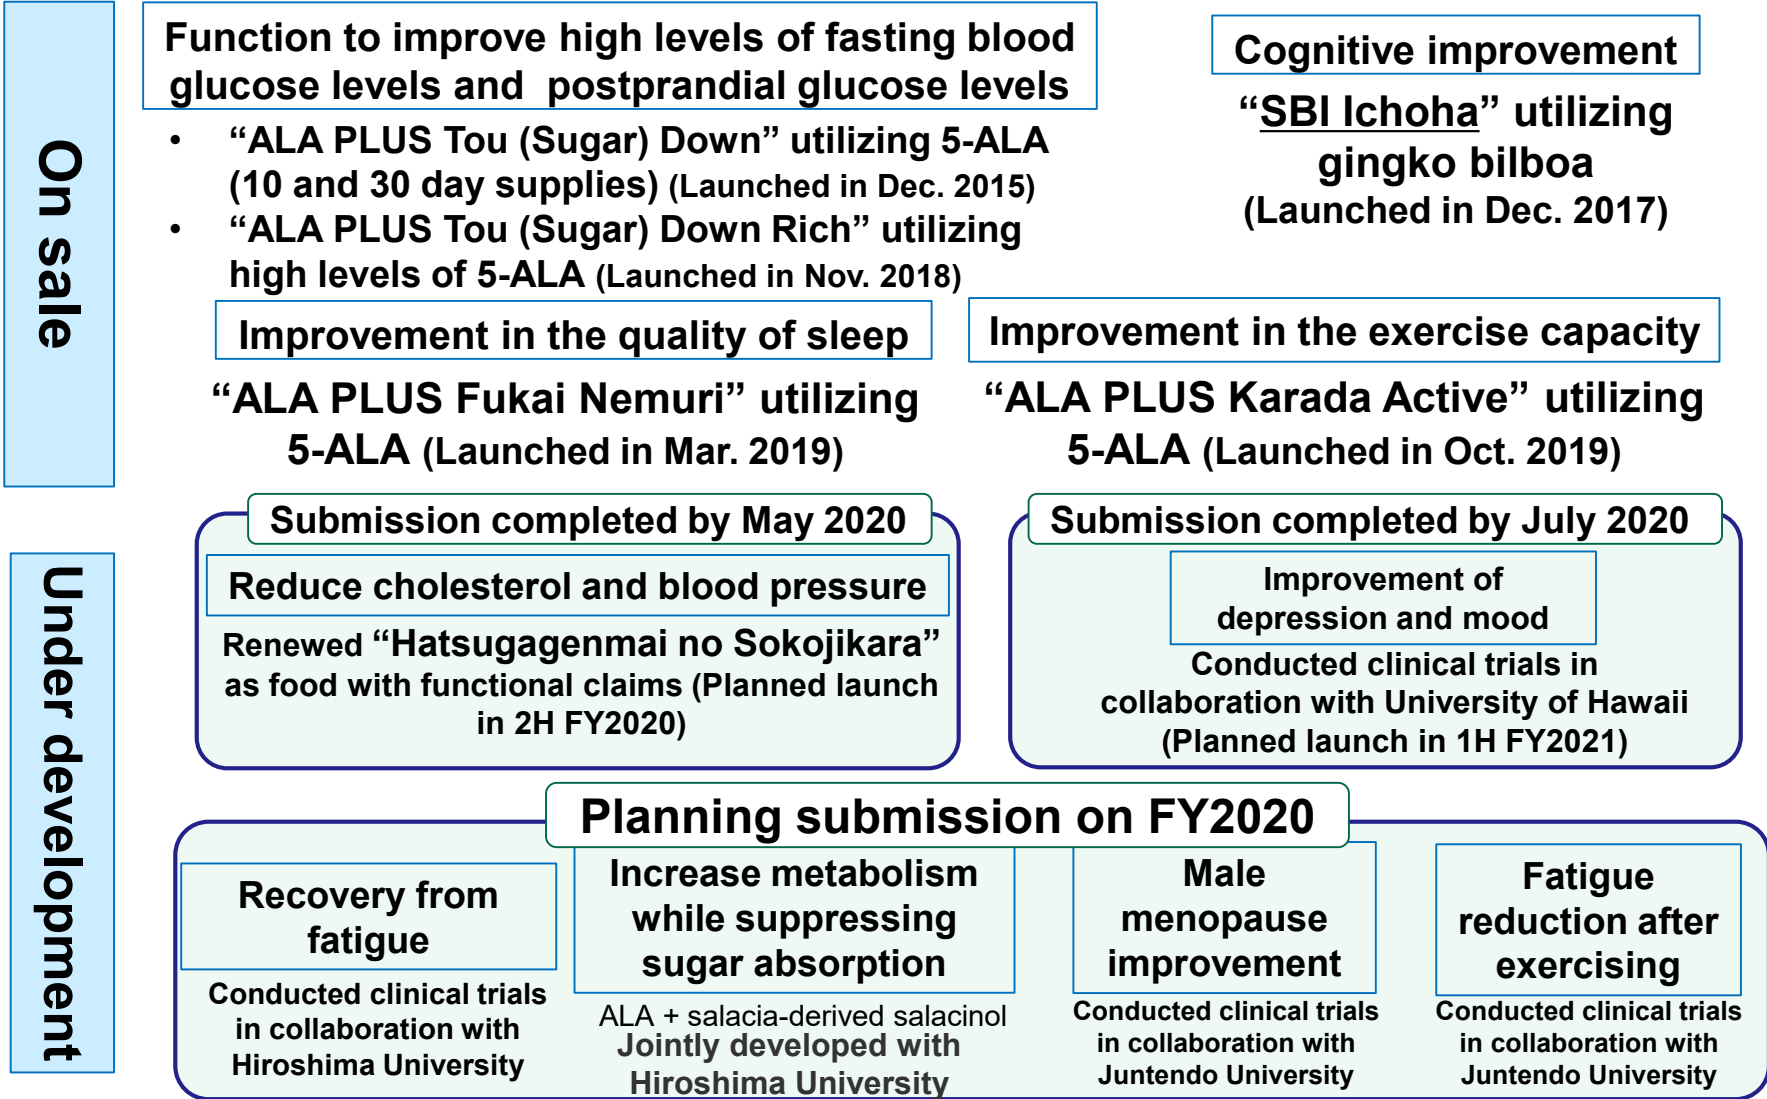 On sale
Function to improve high levels of fasting blood
glucose levels and postprandial glucose levels
• “ALA PLUS Tou (Sugar) Down” utilizing 5-ALA
(10 and 30 day supplies) (Launched in Dec. 2015)
• “ALA PLUS Tou (Sugar) Down Rich” utilizing
high levels of 5-ALA (Launched in Nov. 2018)
Cognitive improvement
“SBI Ichoha” utilizing
gingko bilboa
(Launched in Dec. 2017)
Improvement in the quality of sleep
“ALA PLUS Fukai Nemuri” utilizing
5-ALA (Launched in Mar. 2019)
Improvement in the exercise capacity
“ALA PLUS Karada Active” utilizing
5-ALA (Launched in Oct. 2019)
Under development
Submission completed by May 2020
Reduce cholesterol and blood pressure
Renewed “Hatsugagenmai no Sokojikara”
as food with functional claims (Planned launch
in 2H FY2020)
Submission completed by July 2020
Improvement of
depression and mood
Conducted clinical trials in
collaboration with University of Hawaii
(Planned launch in 1H FY2021)
Planning submission on FY2020
Recovery from
fatigue
Conducted clinical trials
in collaboration with
Hiroshima University
Increase metabolism
while suppressing
sugar absorption
ALA + salacia-derived salacinol
Jointly developed with
Hiroshima University
Male
menopause
improvement
Conducted clinical trials
in collaboration with
Juntendo University
Fatigue
reduction after
exercising
Conducted clinical trials
in collaboration with
Juntendo University